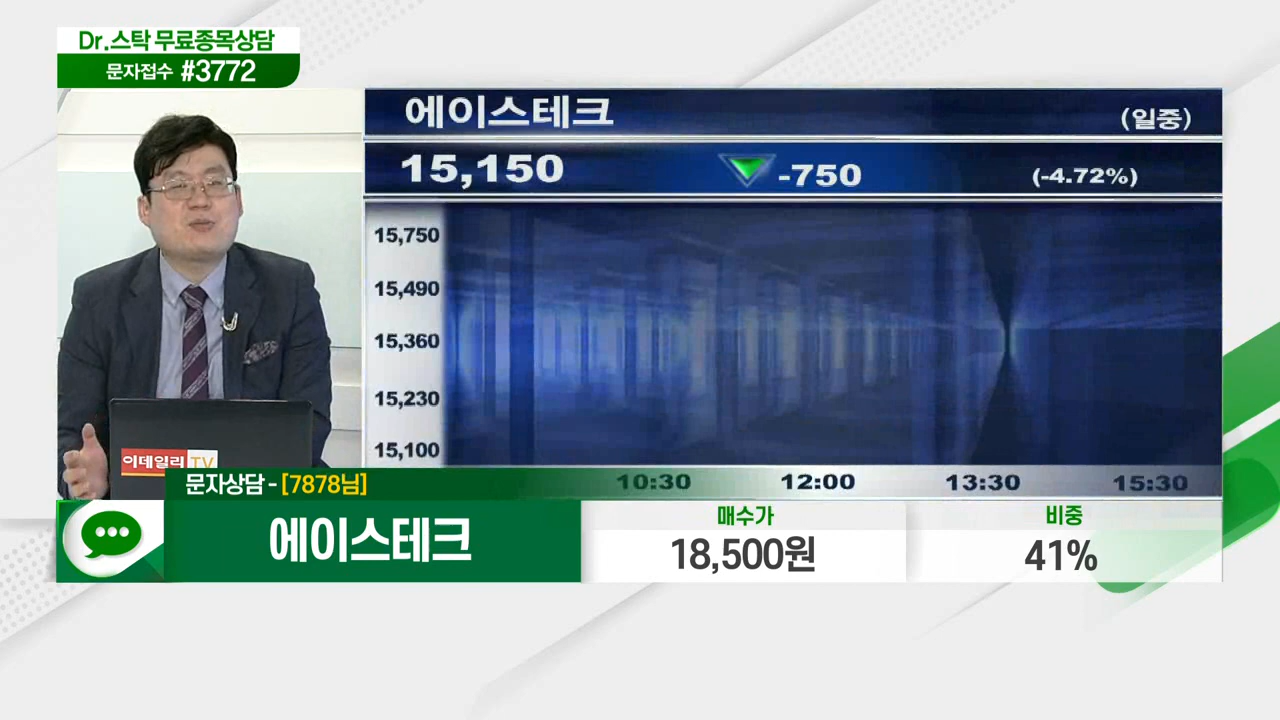 Dr.스탁 무료종목상담
문자접수 #3772
에이스테크 (일중)
15,150 -750 (-4.72%)
15,750
15,490
15,360
15,230
15,100
10:30 12:00 13:30 15:30
이데일리 TV
문자상담 - [7878님]
에이스테크
매수가 비중
18,500원 41%